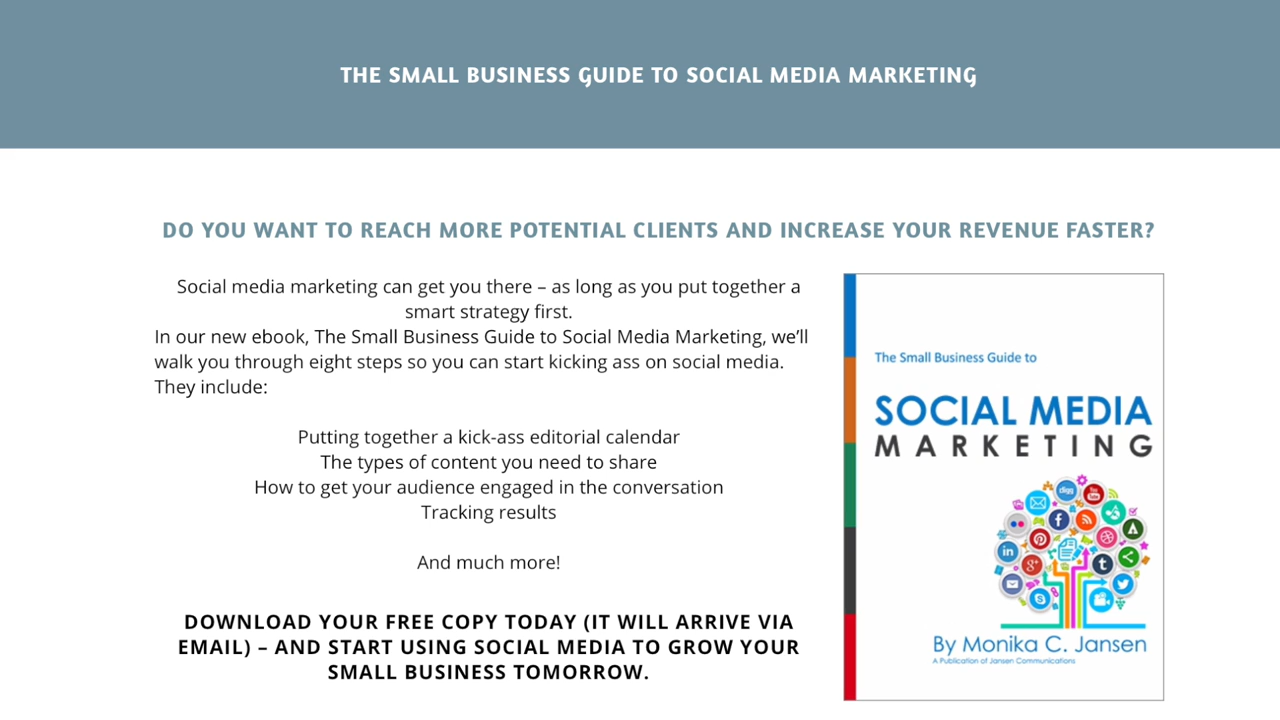 THE SMALL BUSINESS GUIDE TO SOCIAL MEDIA MARKETING
DO YOU WANT TO REACH MORE POTENTIAL CLIENTS AND INCREASE YOUR REVENUE FASTER?
Social media marketing can get you there – as long as you put together a
smart strategy first.
In our new ebook, The Small Business Guide to Social Media Marketing, we'll
walk you through eight steps so you can start kicking ass on social media.
They include:
Putting together a kick-ass editorial calendar
The types of content you need to share
How to get your audience engaged in the conversation
Tracking results
And much more!
DOWNLOAD YOUR FREE COPY TODAY (IT WILL ARRIVE VIA
EMAIL) – AND START USING SOCIAL MEDIA TO GROW YOUR
SMALL BUSINESS TOMORROW.
The Small Business Guide to
SOCIAL MEDIA
MARKETING
digg
You Tube
in
g+
By Monika C. Jansen
A Publication of Jansen Communications